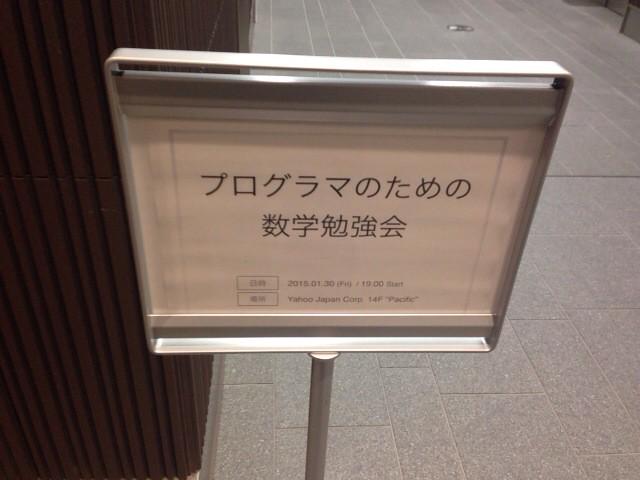 プログラマのための
数学勉強会
日時 2015.01.30 (Fri) / 19:00 Start
場所 Yahoo Japan Corp. 14F "Pacific"